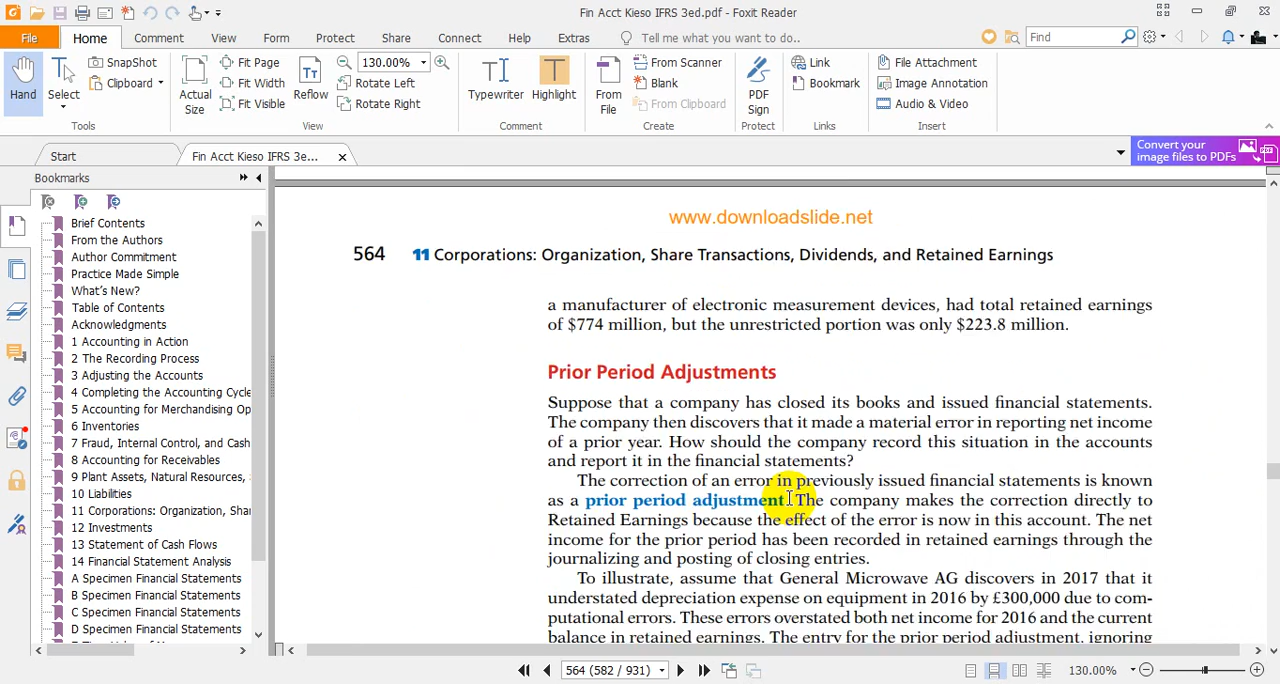 Fin Acct Kieso IFRS 3ed.pdf - Foxit Reader
File Home Comment View Form Protect Share Connect Help Extras Tell me what you want to do.. Find
Hand
Select
SnapShot
Clipboard
Actual Size
Fit Page
Fit Width
Fit Visible
Reflow
130.00%
Rotate Left
Rotate Right
Typewriter
Highlight
From File
From Scanner
Blank
From Clipboard
PDF Sign
Link
Bookmark
File Attachment
Image Annotation
Audio & Video
Tools View Comment Create Protect Links Insert
Start
Fin Acct Kieso IFRS 3e...
Convert your
image files to PDFs
Bookmarks
Brief Contents
From the Authors
Author Commitment
Practice Made Simple
What's New?
Table of Contents
Acknowledgments
1 Accounting in Action
2 The Recording Process
3 Adjusting the Accounts
4 Completing the Accounting Cycle
5 Accounting for Merchandising Op
6 Inventories
7 Fraud, Internal Control, and Cash
8 Accounting for Receivables
9 Plant Assets, Natural Resources,
10 Liabilities
11 Corporations: Organization, Shar
12 Investments
13 Statement of Cash Flows
14 Financial Statement Analysis
A Specimen Financial Statements
B Specimen Financial Statements
C Specimen Financial Statements
D Specimen Financial Statements
www.downloadslide.net
564 11 Corporations: Organization, Share Transactions, Dividends, and Retained Earnings
a manufacturer of electronic measurement devices, had total retained earnings
of $774 million, but the unrestricted portion was only $223.8 million.
Prior Period Adjustments
Suppose that a company has closed its books and issued financial statements.
The company then discovers that it made a material error in reporting net income
of a prior year. How should the company record this situation in the accounts
and report it in the financial statements?
The correction of an error in previously issued financial statements is known
as a prior period adjustment. The company makes the correction directly to
Retained Earnings because the effect of the error is now in this account. The net
income for the prior period has been recorded in retained earnings through the
journalizing and posting of closing entries.
To illustrate, assume that General Microwave AG discovers in 2017 that it
understated depreciation expense on equipment in 2016 by £300,000 due to com-
putational errors. These errors overstated both net income for 2016 and the current
balance in retained earnings. The entry for the prior period adjustment, ignoring
564 (582 / 931)
130.00%